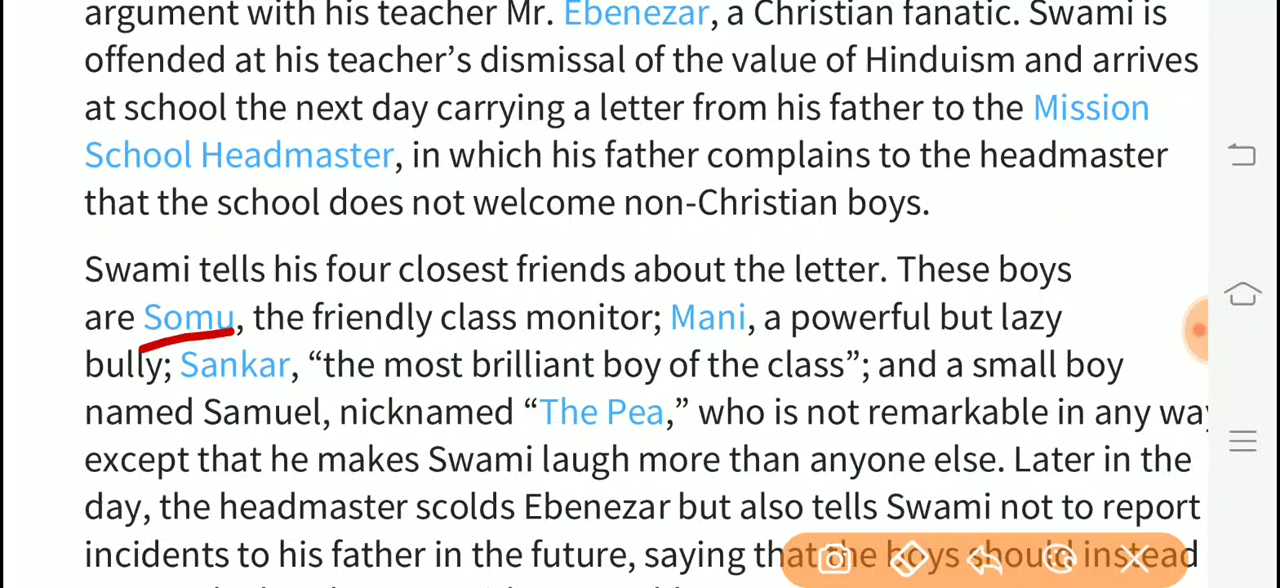 argument with his teacher Mr. Ebenezar, a Christian fanatic. Swami is
offended at his teacher’s dismissal of the value of Hinduism and arrives
at school the next day carrying a letter from his father to the Mission
School Headmaster, in which his father complains to the headmaster
that the school does not welcome non-Christian boys.
Swami tells his four closest friends about the letter. These boys
are Somu, the friendly class monitor; Mani, a powerful but lazy
bully; Sankar, “the most brilliant boy of the class”; and a small boy
named Samuel, nicknamed “The Pea,” who is not remarkable in any way
except that he makes Swami laugh more than anyone else. Later in the
day, the headmaster scolds Ebenezar but also tells Swami not to report
incidents to his father in the future, saying that the boys should instead